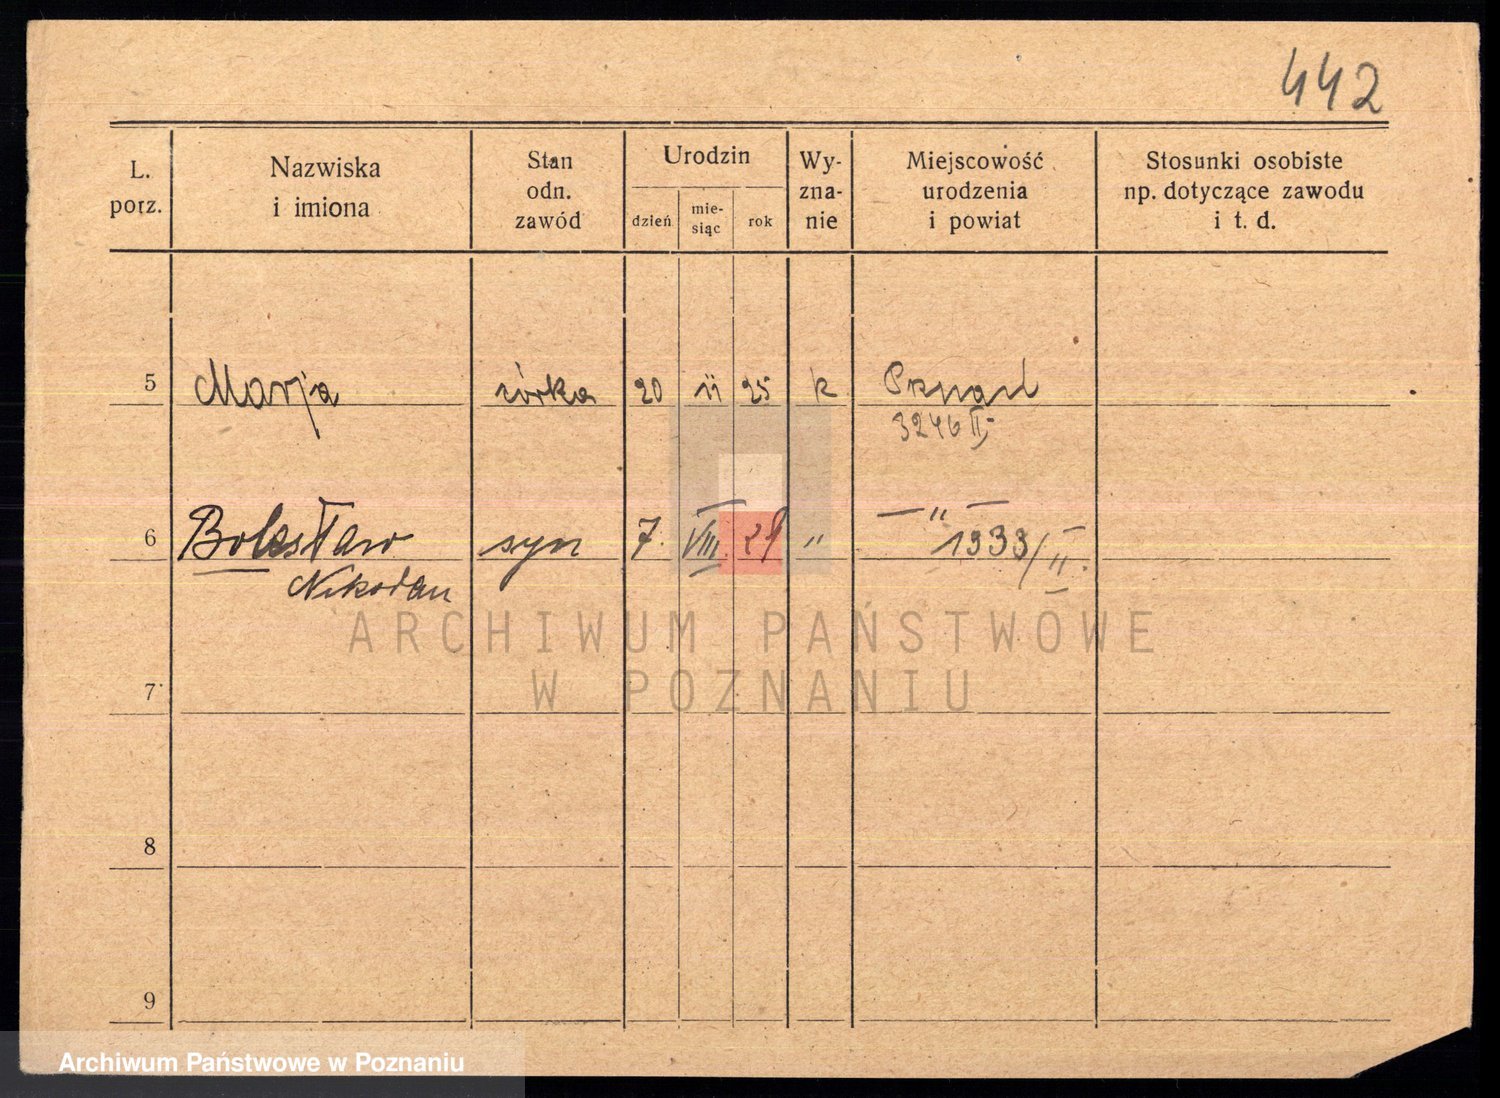 442
L. porz.
Nazwiska i imiona
Stan odn. zawód
Urodzin
dzień
mie-siąc
rok
Wy-zna-nie
Miejscowość urodzenia i powiat
Stosunki osobiste np. dotyczące zawodu i t. d.
5 Marja córka 20 11 25 k Poznań
3246 II
6 Bolesław syn 7. VIII 29 " — " —
1933/II.
7
8
9
ARCHIWUM PAŃSTWOWE
W POZNANIU
Archiwum Państwowe w Poznaniu